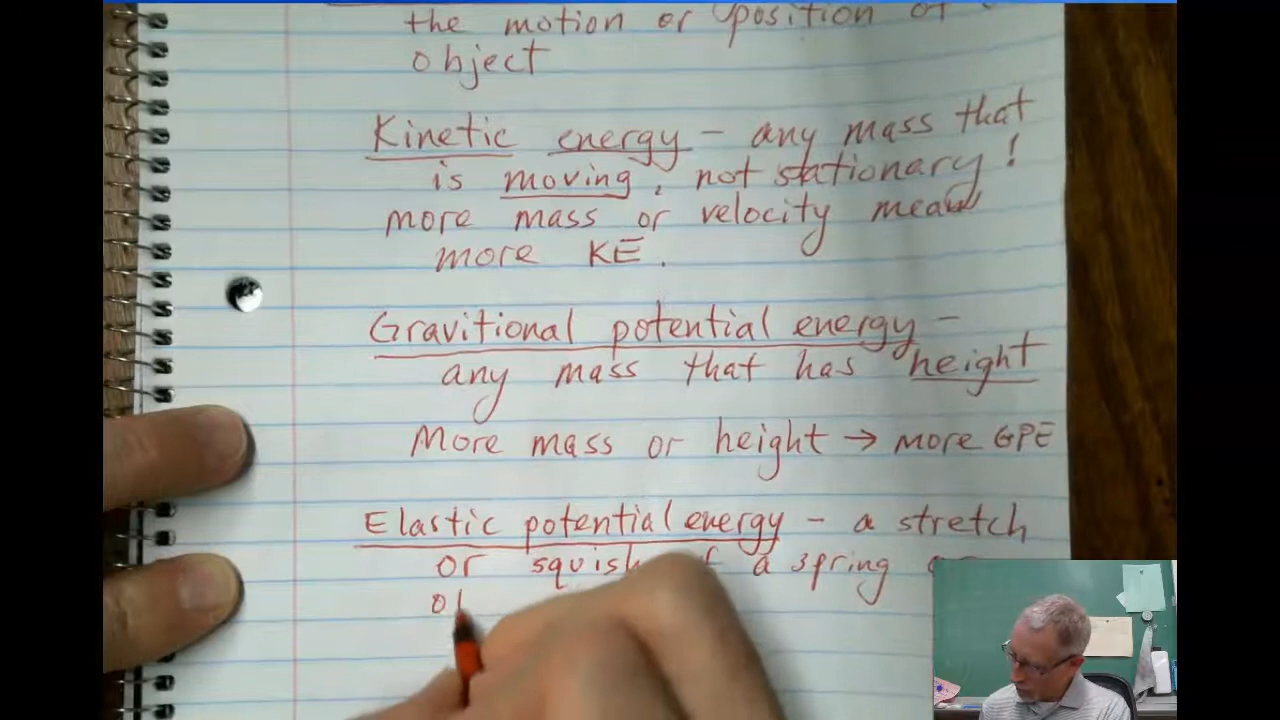 the motion or position of
object
Kinetic energy - any mass that
is moving, not stationary!
more mass or velocity means
more KE.
Gravitional potential energy -
any mass that has height
More mass or height → more GPE
Elastic potential energy - a stretch
or squish of a spring